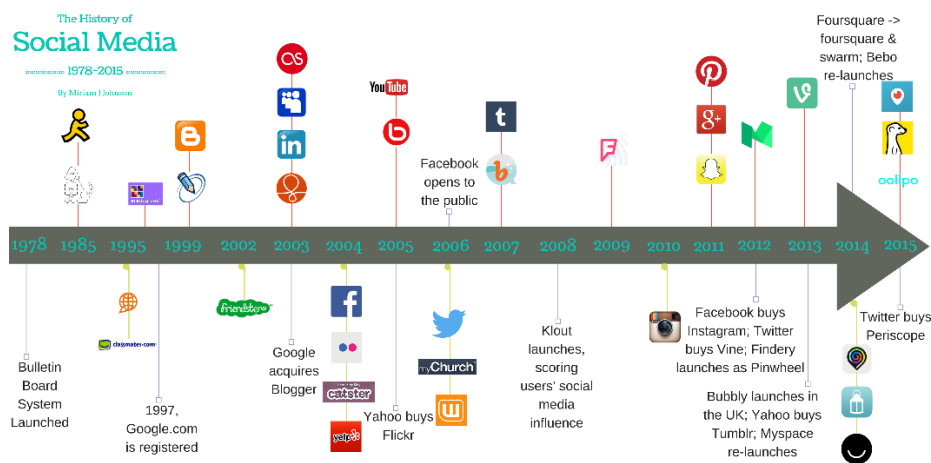 The History of
Social Media
1978-2015
By Miriam J Johnson
Foursquare ->
foursquare &
swarm; Bebo
re-launches
YouTube
Facebook
opens to
the public
oolipo
1978
1985
1995
1999
2002
2003
2004
2005
2006
2007
2008
2009
2010
2011
2012
2013
2014
2015
friendster
classmates.com
myChurch
catster
yelp
Bulletin
Board
System
Launched
1997,
Google.com
is registered
Google
acquires
Blogger
Yahoo buys
Flickr
Klout
launches,
scoring
users' social
media
influence
Facebook buys
Instagram; Twitter
buys Vine; Findery
launches as Pinwheel
Bubbly launches in
the UK; Yahoo buys
Tumblr; Myspace
re-launches
Twitter buys
Periscope